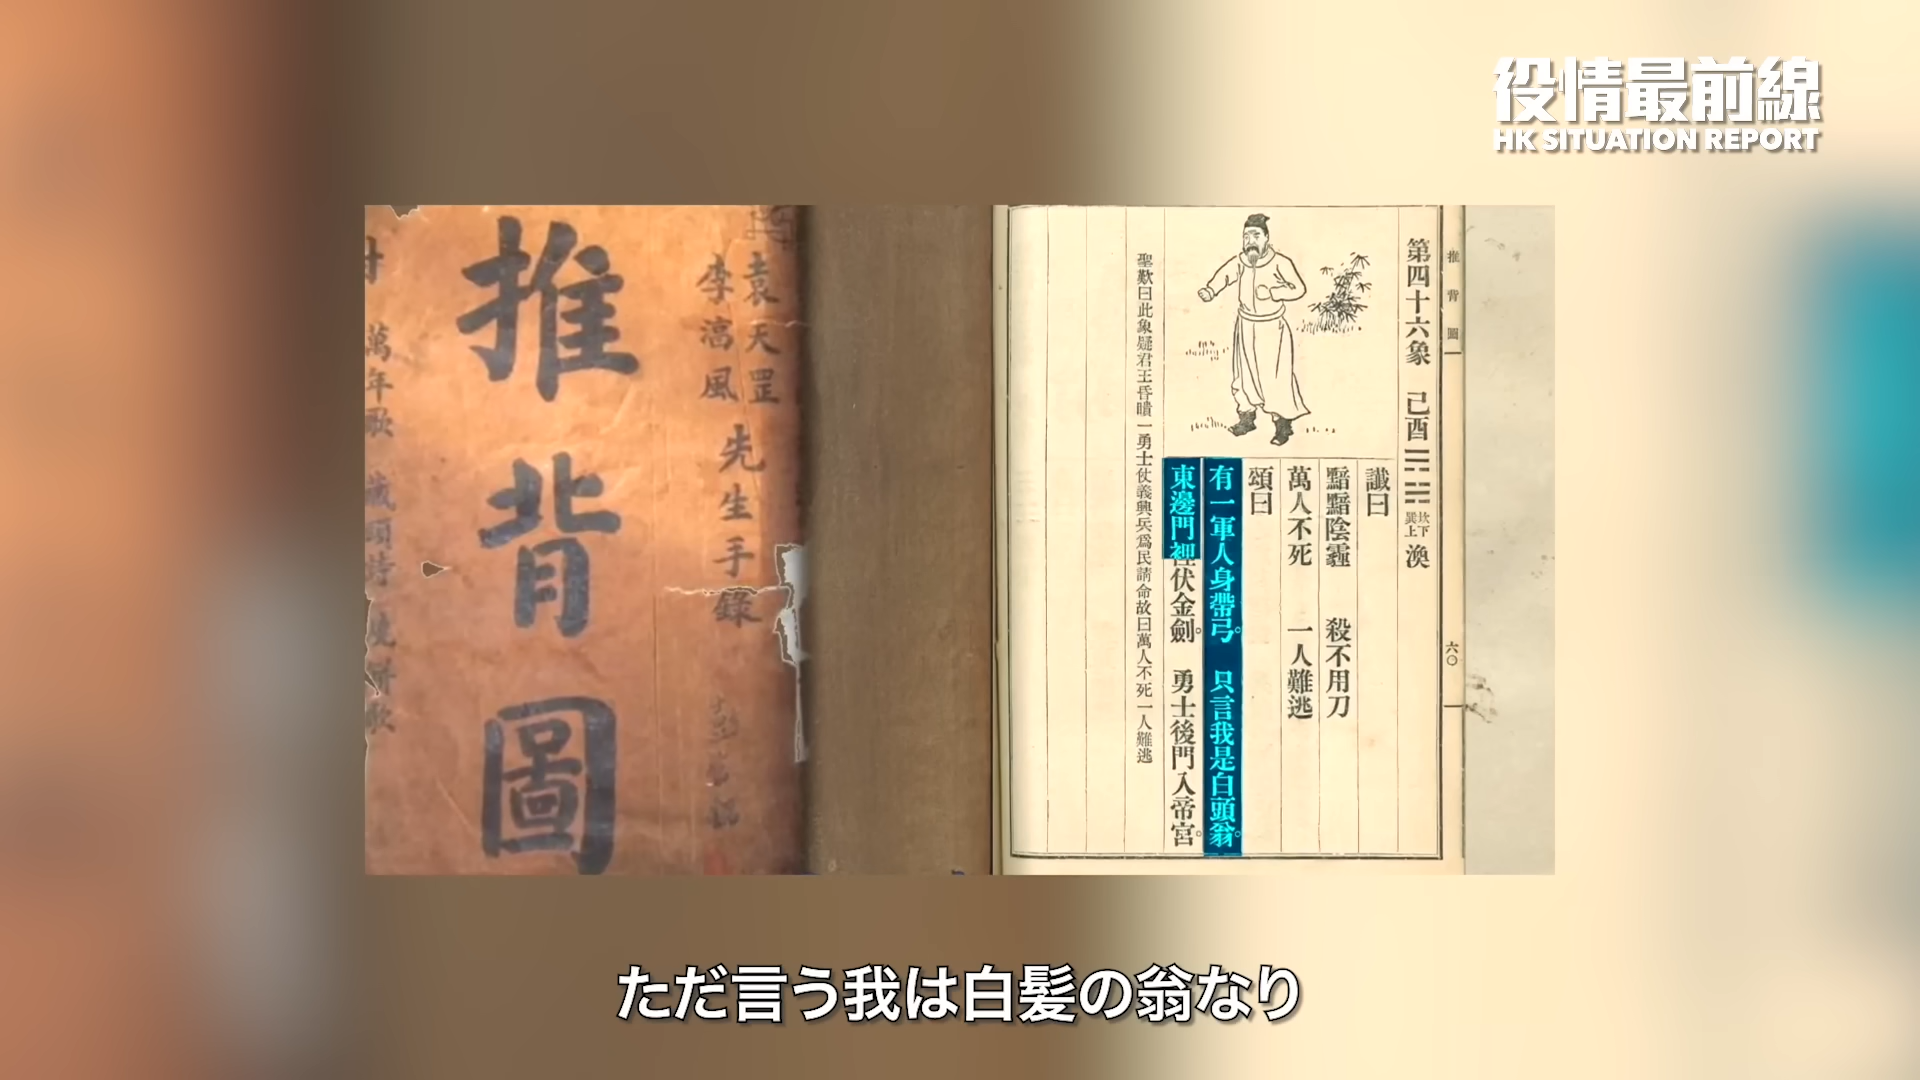 役情最前線
HK SITUATION REPORT
推背圖
袁天罡
李淳風
先生手錄
萬年歌
推背圖
六〇
第四十六象 己酉 坎下 巽上 渙
讖曰
黯黯陰霾 殺不用刀
萬人不死 一人難逃
頌曰
有一軍人身帶弓。只言我是白頭翁。
東邊門裡伏金劍。勇士後門入帝宮。
聖歎曰此象疑君王昏瞶一勇士仗義興兵為民請命故曰萬人不死一人難逃
ただ言う我は白髪の翁なり